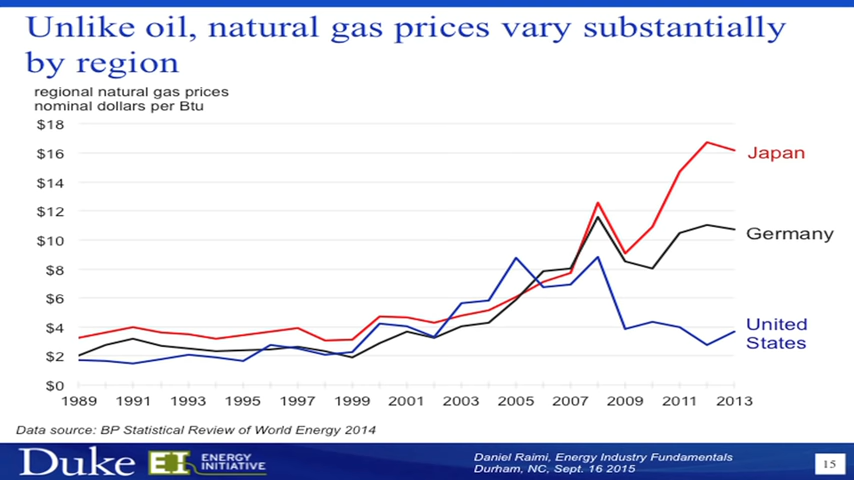 Unlike oil, natural gas prices vary substantially
by region
regional natural gas prices
nominal dollars per Btu
$18
$16
$14
$12
$10
$8
$6
$4
$2
$0
1989 1991 1993 1995 1997 1999 2001 2003 2005 2007 2009 2011 2013
Japan
Germany
United
States
Data source: BP Statistical Review of World Energy 2014
Duke EI ENERGY
INITIATIVE
Daniel Raimi, Energy Industry Fundamentals
Durham, NC, Sept. 16 2015
15